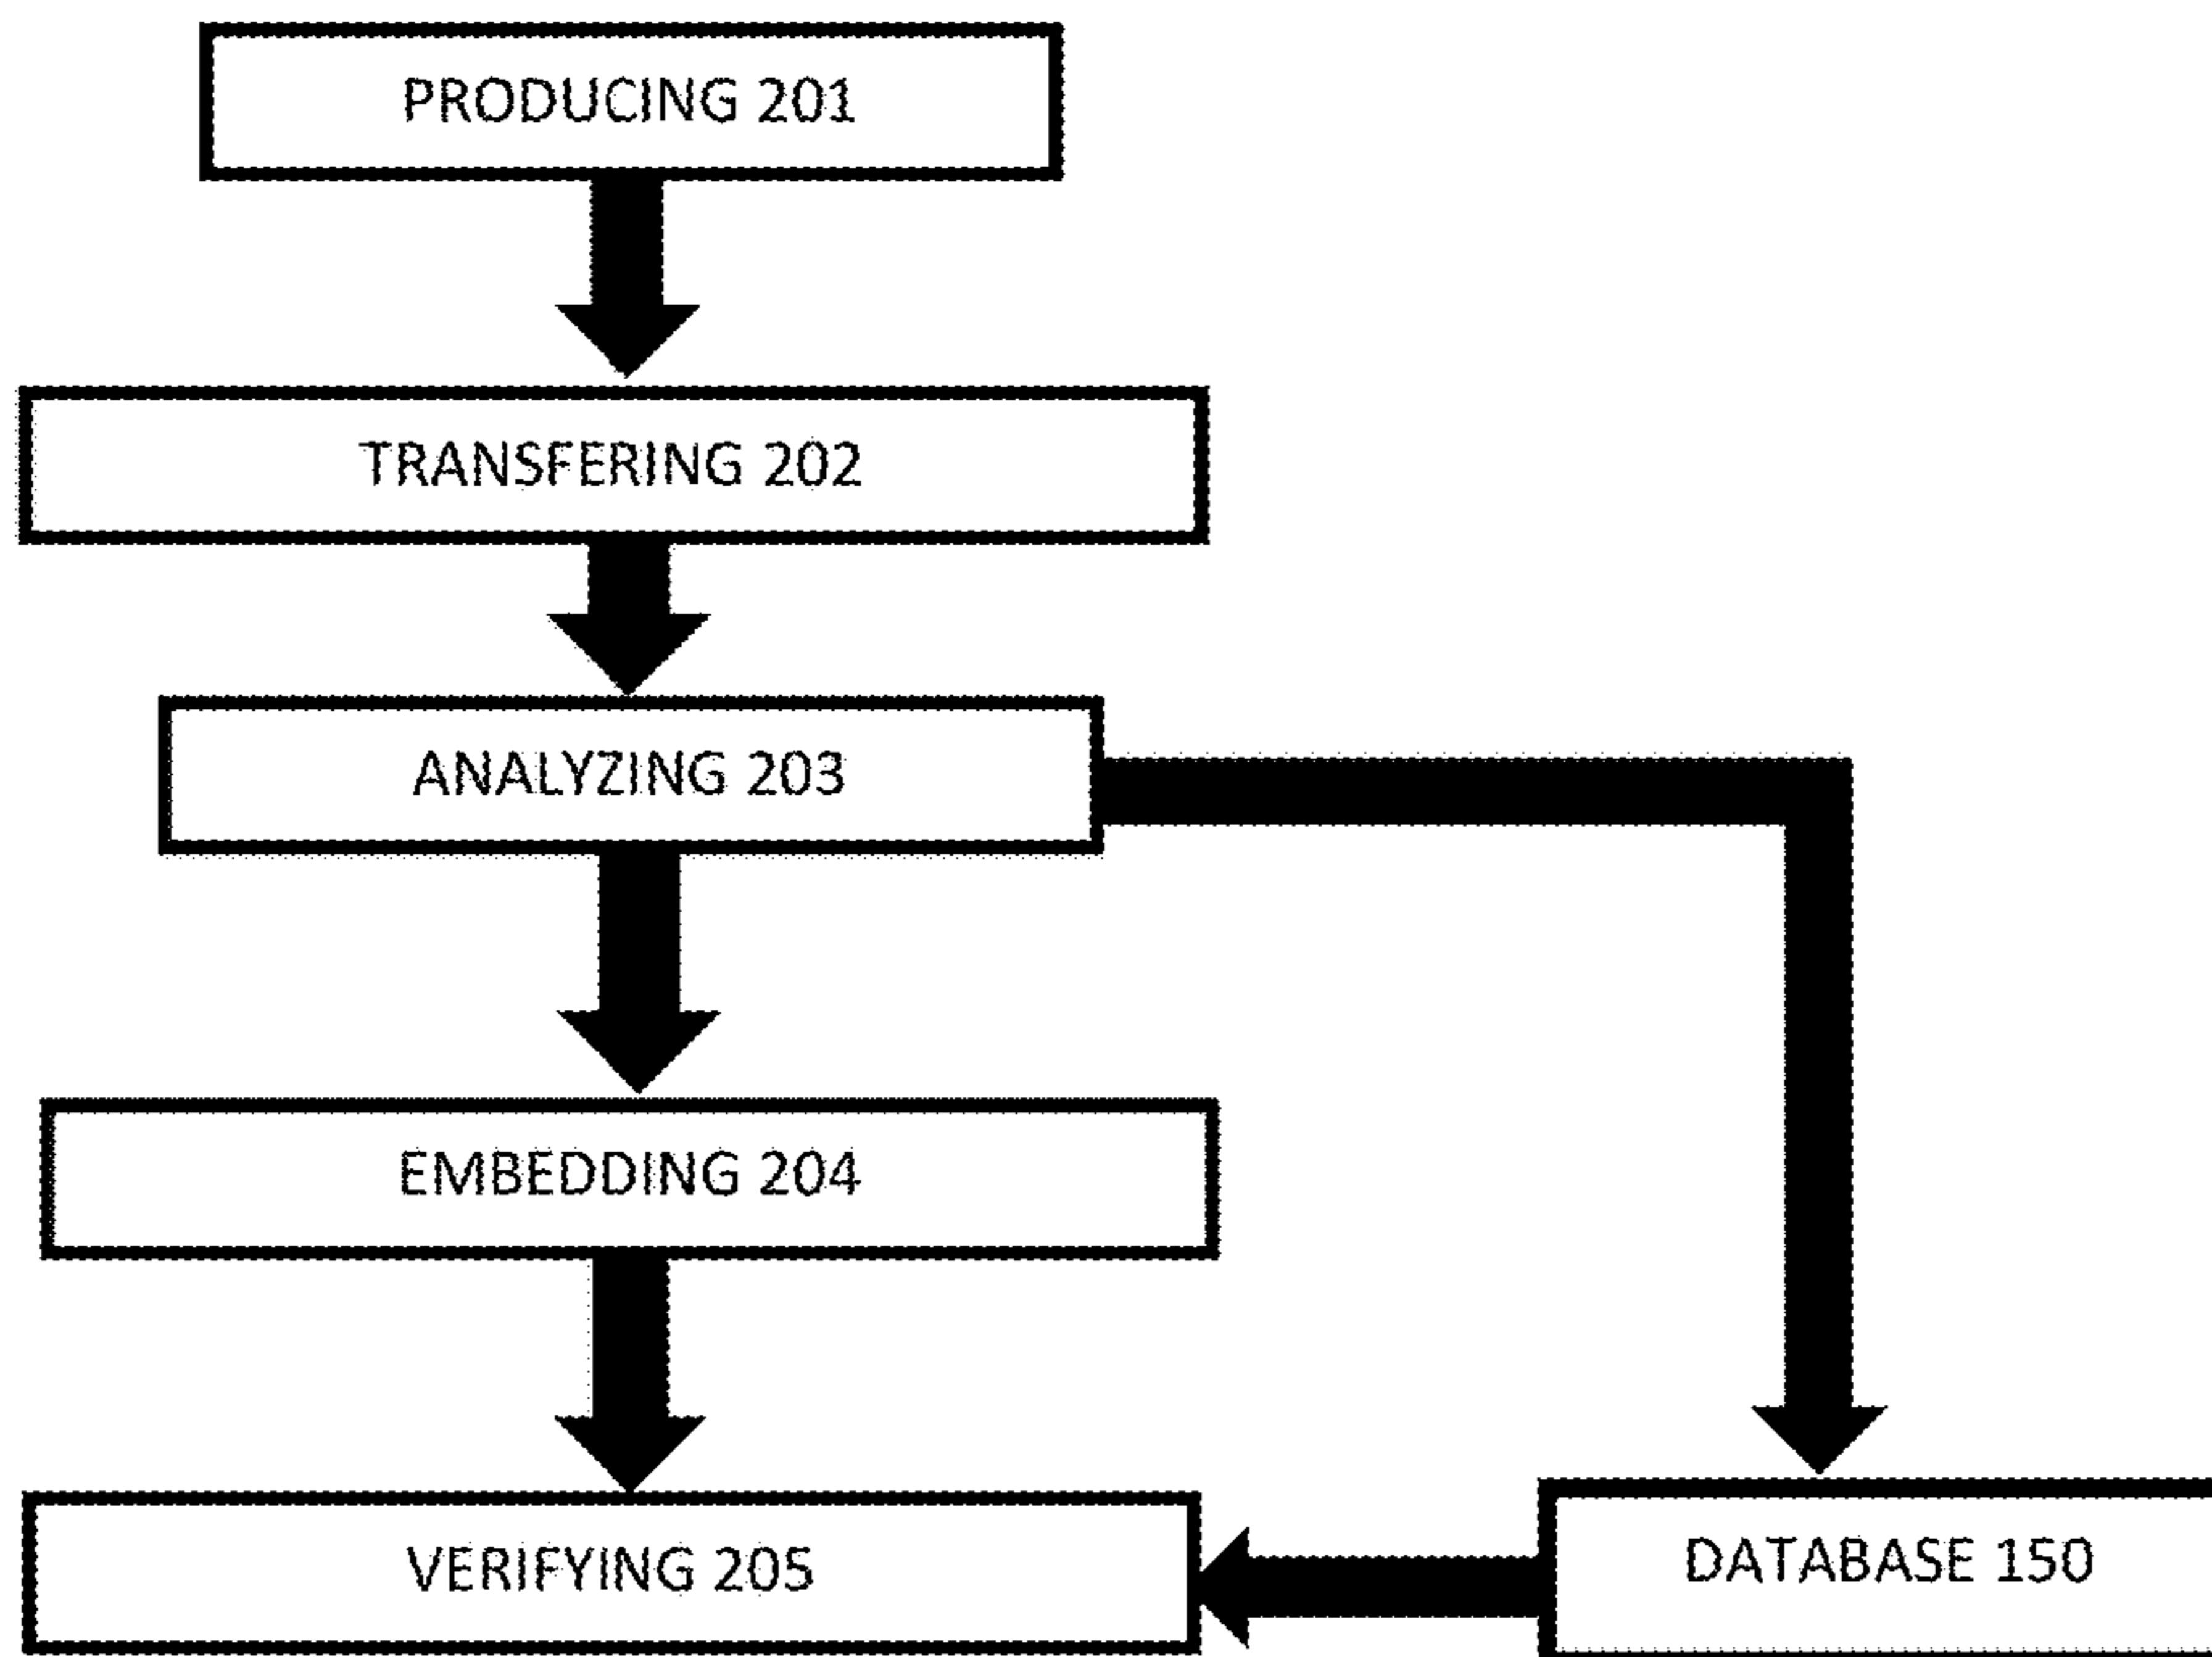 PRODUCING 201
TRANSFERING 202
ANALYZING 203
EMBEDDING 204
VERIFYING 205
DATABASE 150